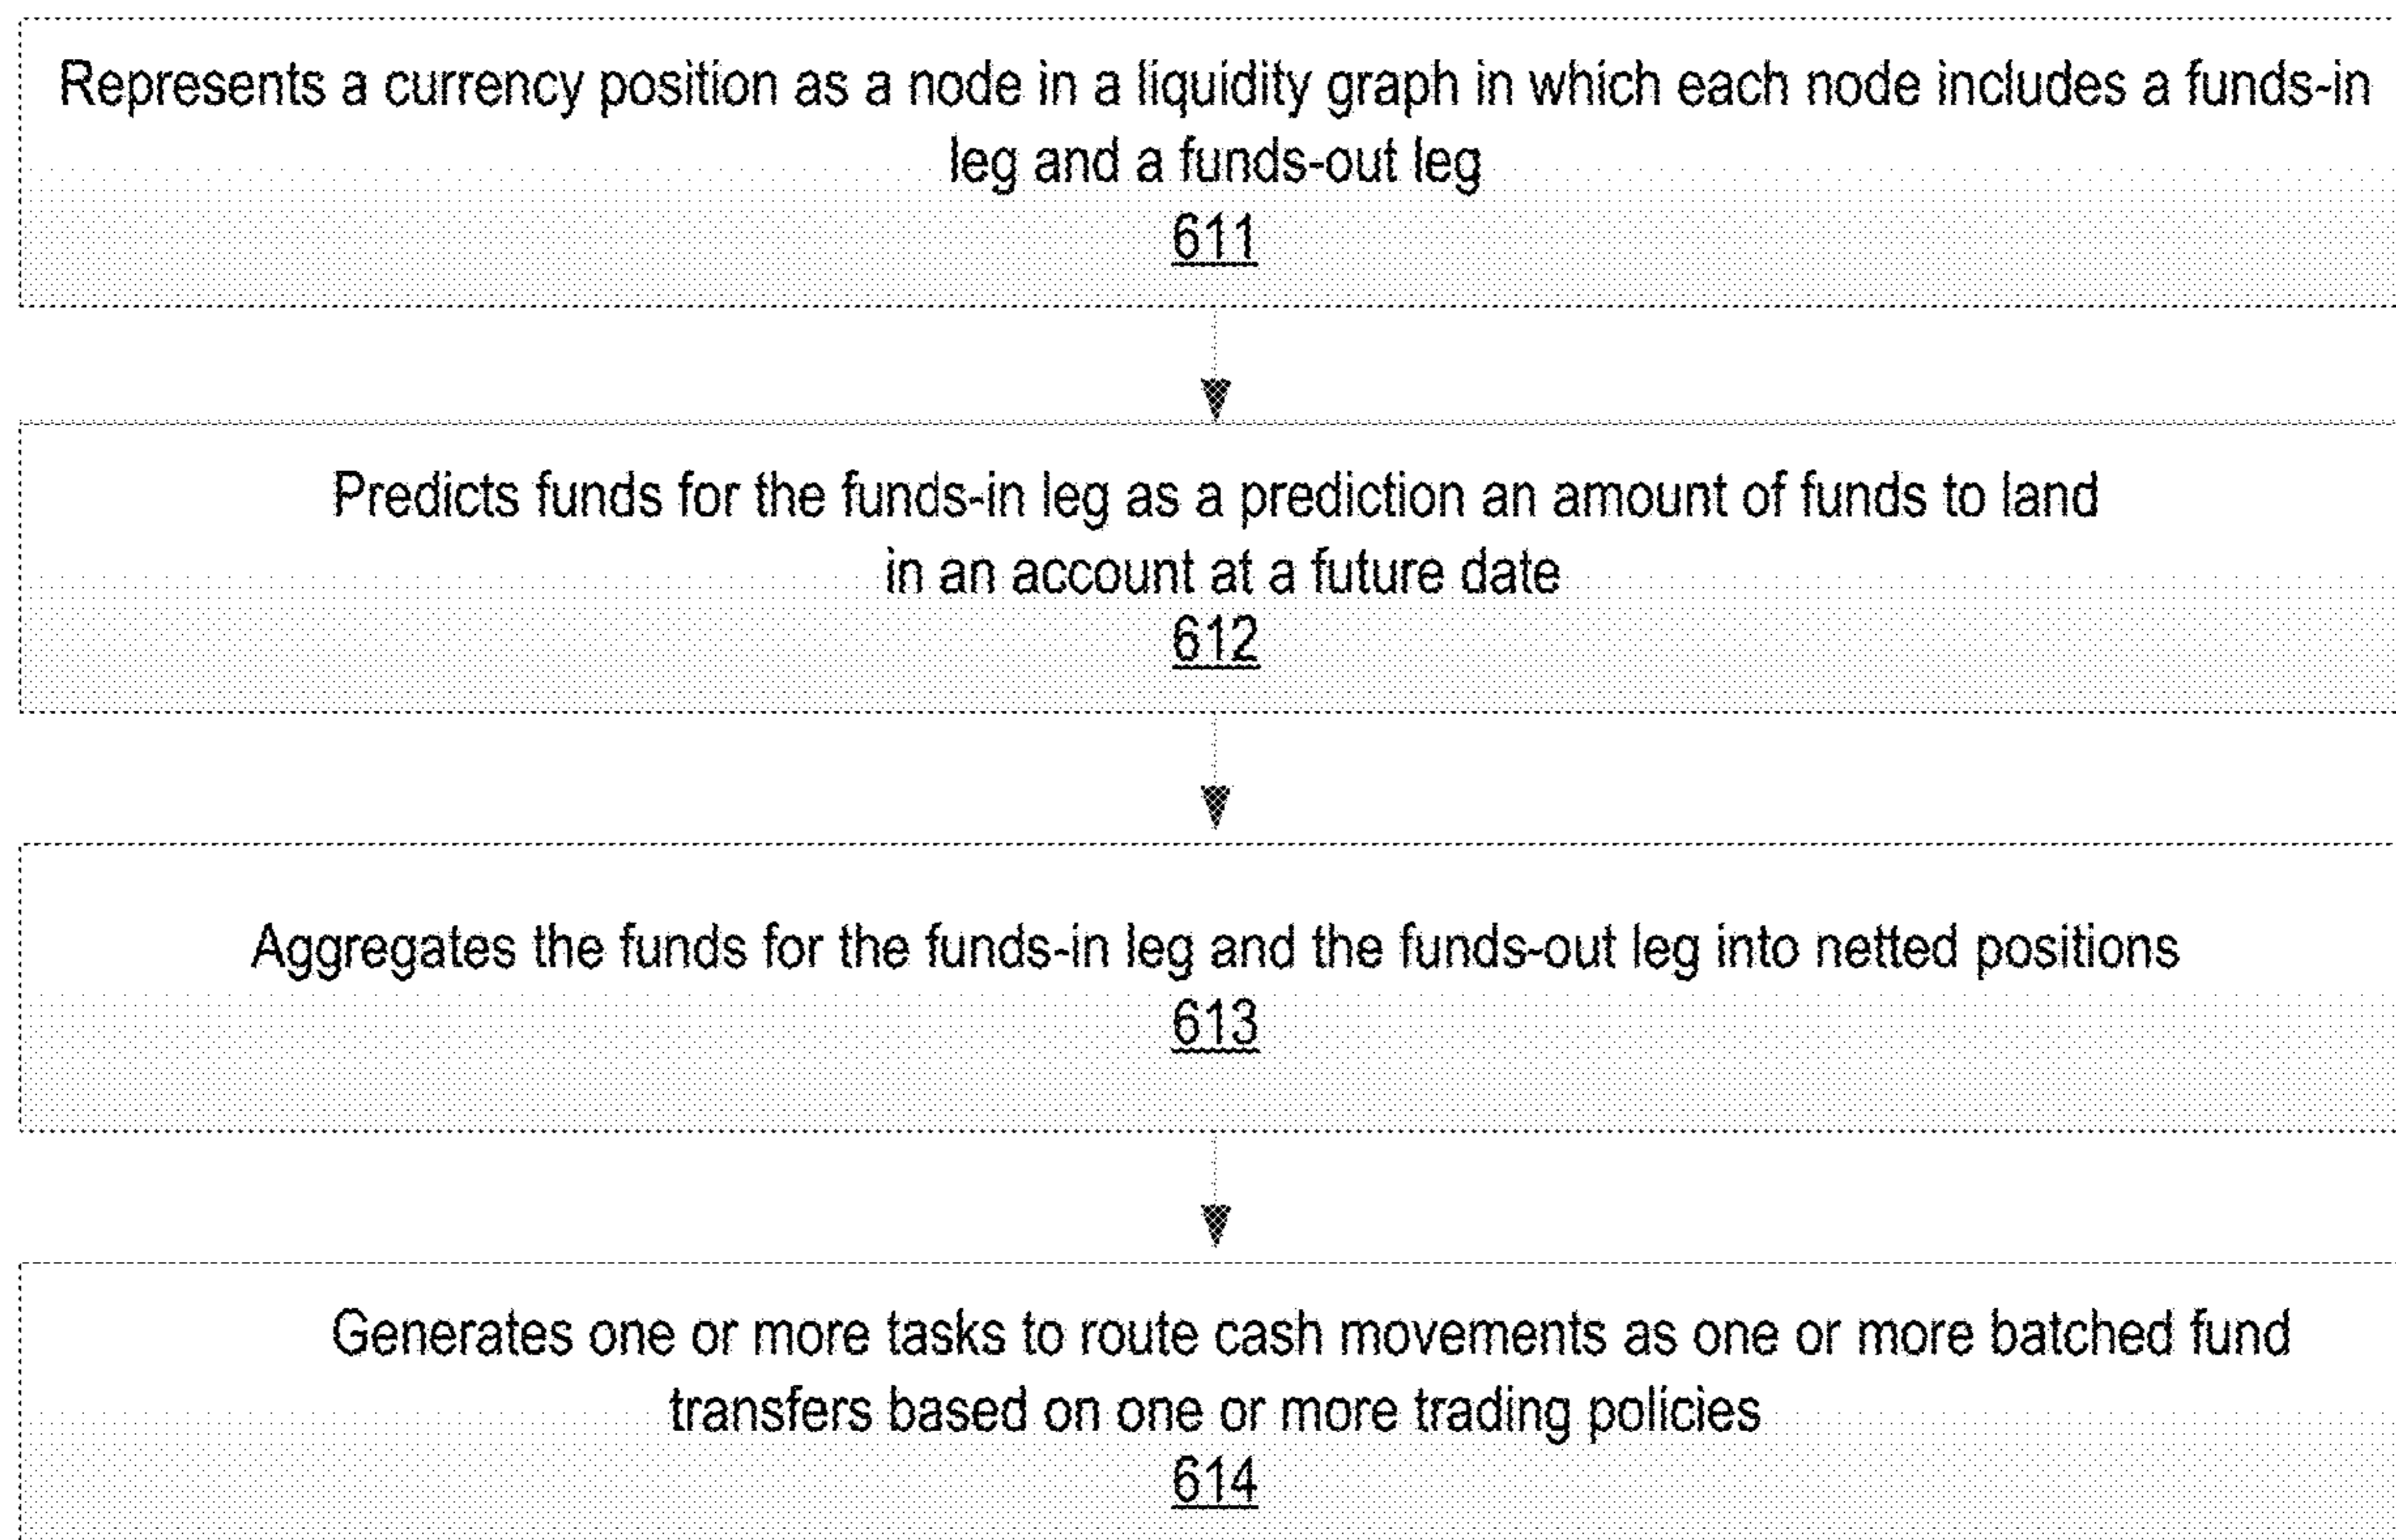 Represents a currency position as a node in a liquidity graph in which each node includes a funds-in
leg and a funds-out leg
611
Predicts funds for the funds-in leg as a prediction an amount of funds to land
in an account at a future date
612
Aggregates the funds for the funds-in leg and the funds-out leg into netted positions
613
Generates one or more tasks to route cash movements as one or more batched fund
transfers based on one or more trading policies
614